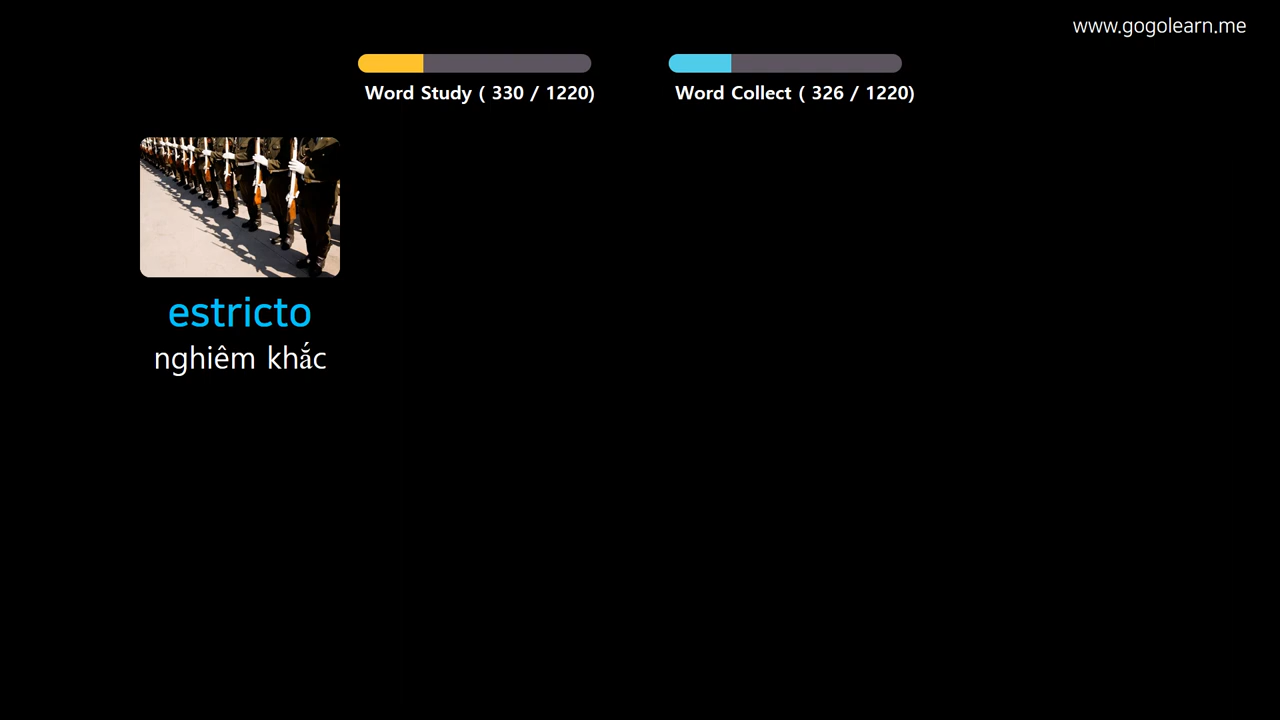 www.gogolearn.me
Word Study ( 330 / 1220)
Word Collect ( 326 / 1220)
estricto
nghiêm khắc